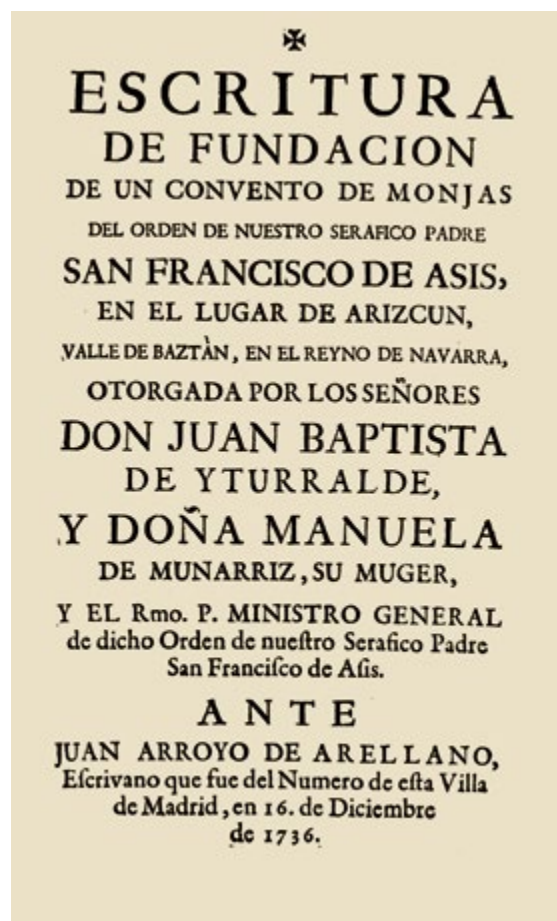 ✠
ESCRITURA
DE FUNDACION
DE UN CONVENTO DE MONJAS
DEL ORDEN DE NUESTRO SERAFICO PADRE
SAN FRANCISCO DE ASIS,
EN EL LUGAR DE ARIZCUN,
VALLE DE BAZTÀN, EN EL REYNO DE NAVARRA,
OTORGADA POR LOS SEÑORES
DON JUAN BAPTISTA
DE YTURRALDE,
Y DOÑA MANUELA
DE MUNARRIZ, SU MUGER,
Y EL Rmo. P. MINISTRO GENERAL
de dicho Orden de nueſtro Serafico Padre
San Franciſco de Aſis.
ANTE
JUAN ARROYO DE ARELLANO,
Eſcrivano que fue del Numero de eſta Villa
de Madrid, en 16. de Diciembre
de 1736.